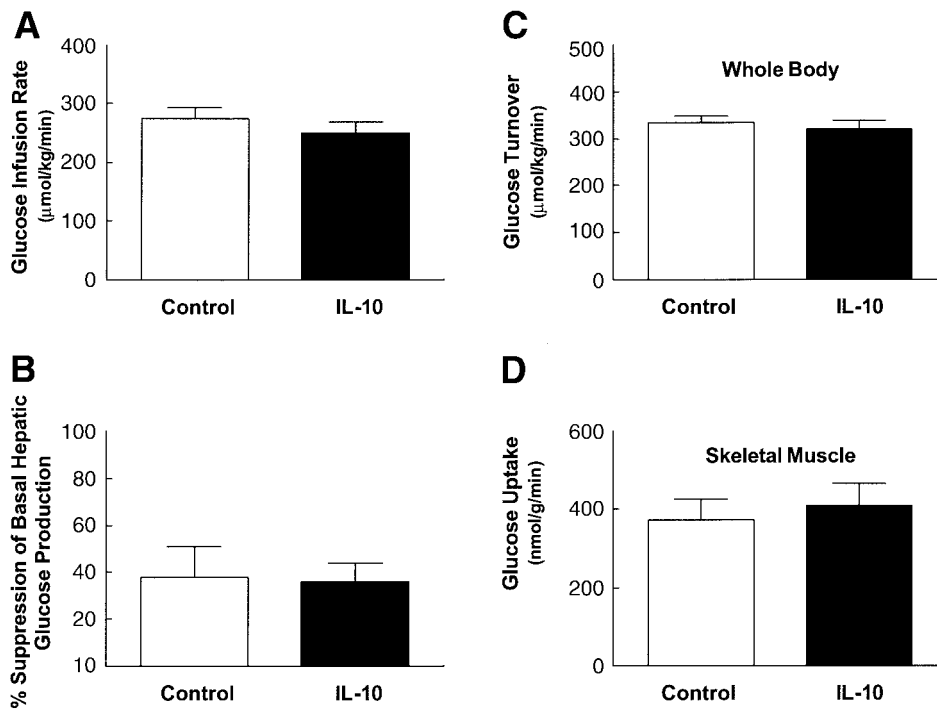 A
Glucose Infusion Rate
(µmol/kg/min)
400
300
200
100
0
Control IL-10
C
Glucose Turnover
(µmol/kg/min)
500
400
300
200
100
0
Whole Body
Control IL-10
B
% Suppression of Basal Hepatic
Glucose Production
100
80
60
40
20
10
Control IL-10
D
Glucose Uptake
(nmol/g/min)
600
400
200
0
Skeletal Muscle
Control IL-10